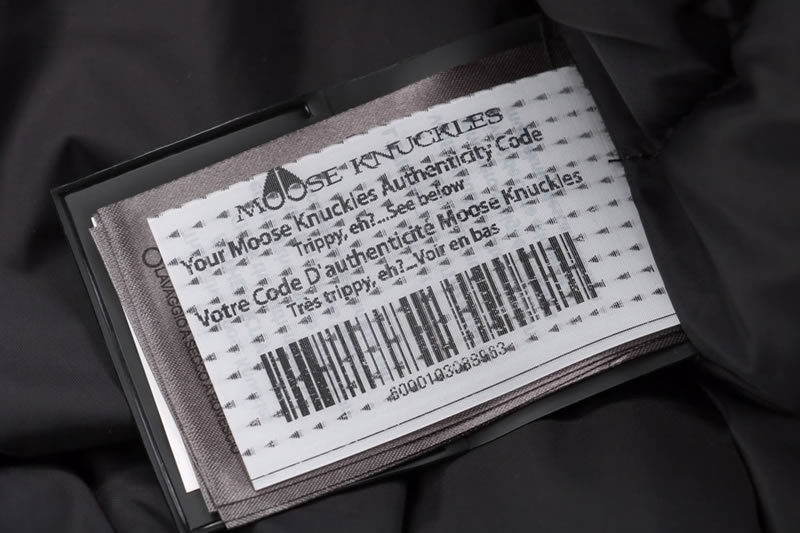 MOOSE KNUCKLES
Your Moose Knuckles Authenticity Code
Trippy, eh?...See below
Votre Code D'authenticité Moose Knuckles
Très trippy, eh?...Voir en bas
6000193088963